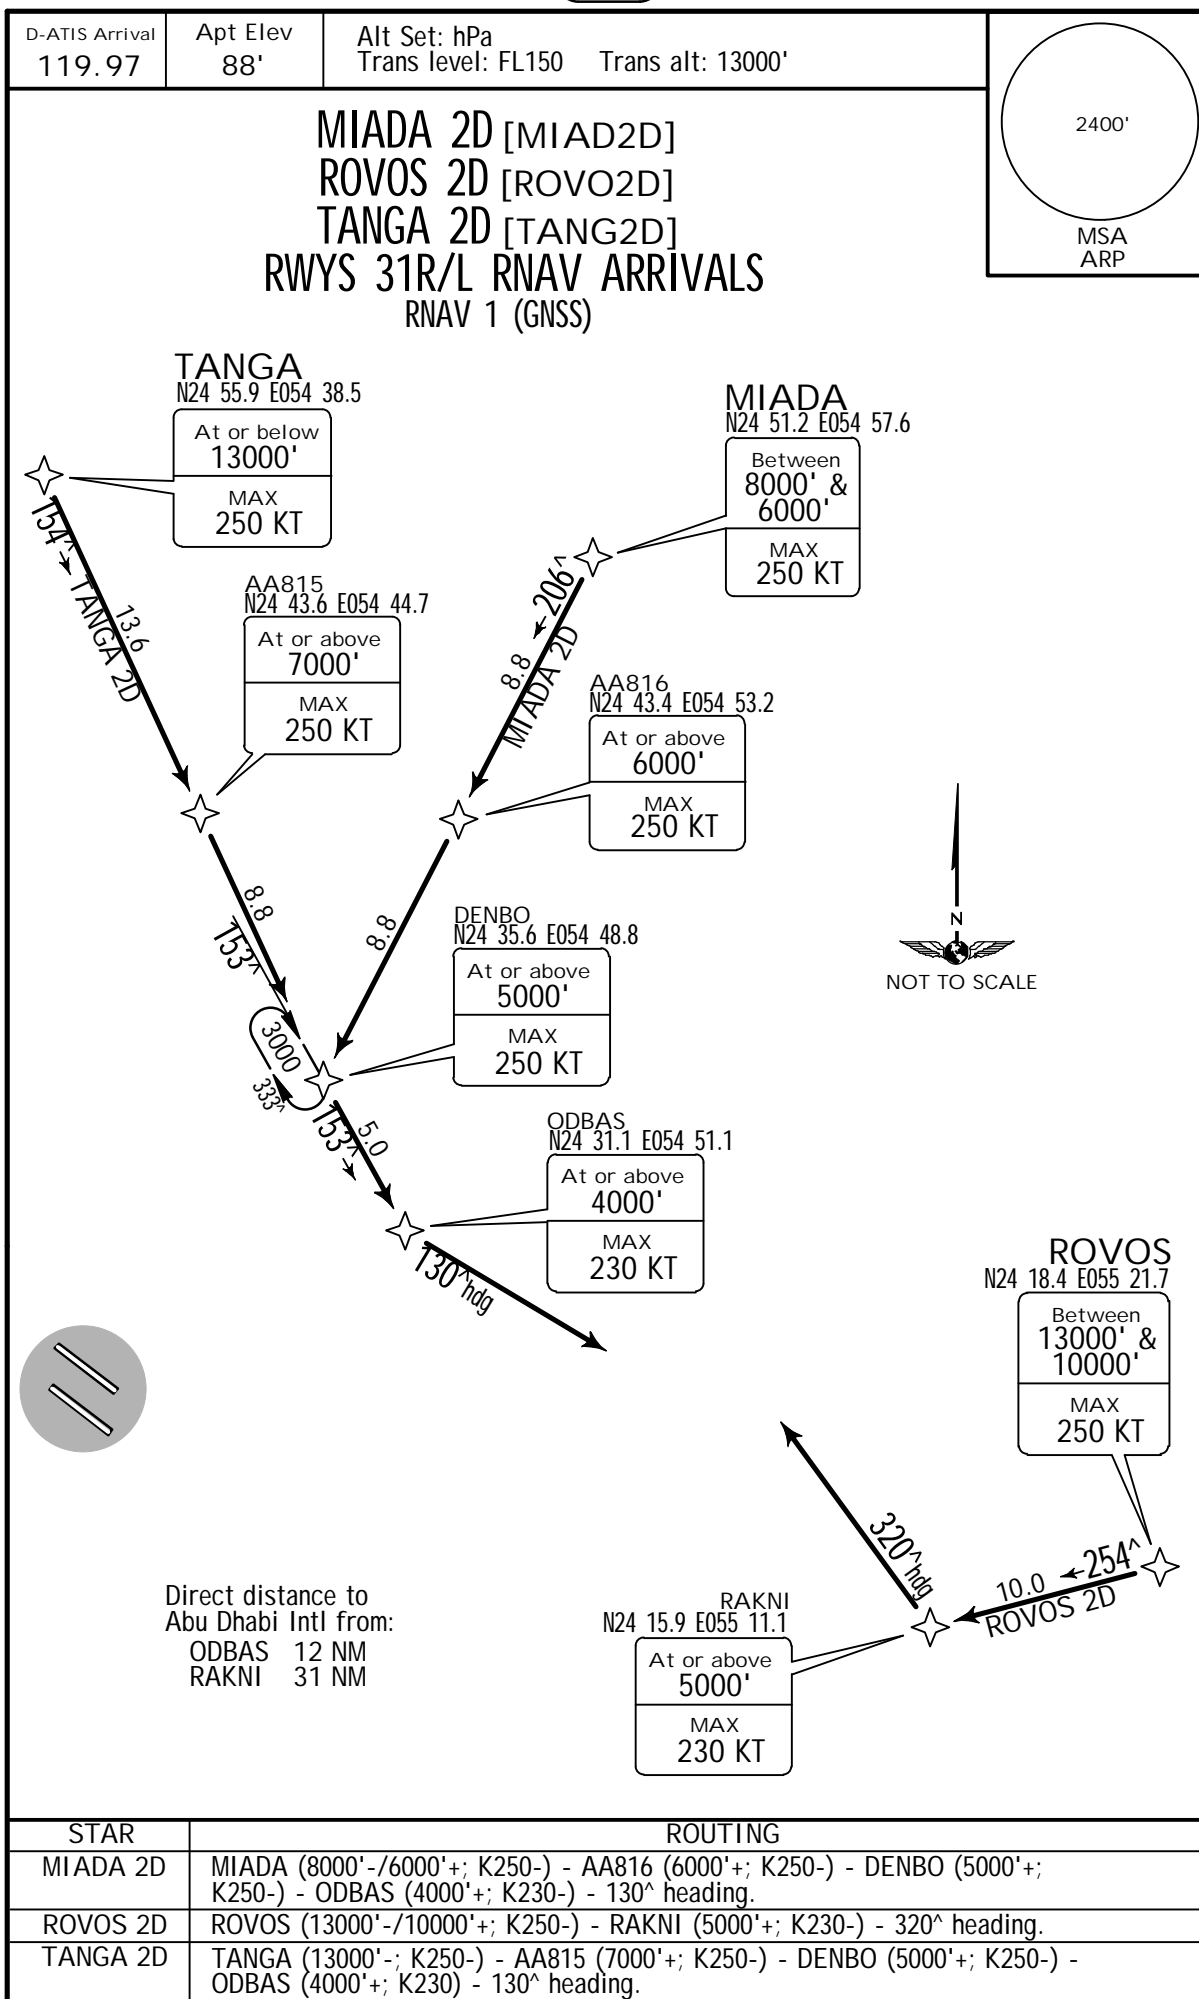 D-ATIS Arrival
119.97
Apt Elev
88'
Alt Set: hPa
Trans level: FL150 Trans alt: 13000'
2400'
MSA
ARP
MIADA 2D [MIAD2D]
ROVOS 2D [ROVO2D]
TANGA 2D [TANG2D]
RWYS 31R/L RNAV ARRIVALS
RNAV 1 (GNSS)
TANGA
N24 55.9 E054 38.5
At or below
13000'
MAX
250 KT
MIADA
N24 51.2 E054 57.6
Between
8000' &
6000'
MAX
250 KT
154^
TANGA 2D
13.6
206^
8.8
MIADA 2D
AA815
N24 43.6 E054 44.7
At or above
7000'
MAX
250 KT
AA816
N24 43.4 E054 53.2
At or above
6000'
MAX
250 KT
8.8
153^
8.8
DENBO
N24 35.6 E054 48.8
At or above
5000'
MAX
250 KT
N
NOT TO SCALE
3000
333^
153^
5.0
ODBAS
N24 31.1 E054 51.1
At or above
4000'
MAX
230 KT
130^hdg
ROVOS
N24 18.4 E055 21.7
Between
13000' &
10000'
MAX
250 KT
320^hdg
10.0
254^
ROVOS 2D
RAKNI
N24 15.9 E055 11.1
At or above
5000'
MAX
230 KT
Direct distance to
Abu Dhabi Intl from:
ODBAS 12 NM
RAKNI 31 NM
STAR ROUTING
MIADA 2D MIADA (8000'-/6000'+; K250-) - AA816 (6000'+; K250-) - DENBO (5000'+;
K250-) - ODBAS (4000'+; K230-) - 130^ heading.
ROVOS 2D ROVOS (13000'-/10000'+; K250-) - RAKNI (5000'+; K230-) - 320^ heading.
TANGA 2D TANGA (13000'-; K250-) - AA815 (7000'+; K250-) - DENBO (5000'+; K250-) -
ODBAS (4000'+; K230) - 130^ heading.